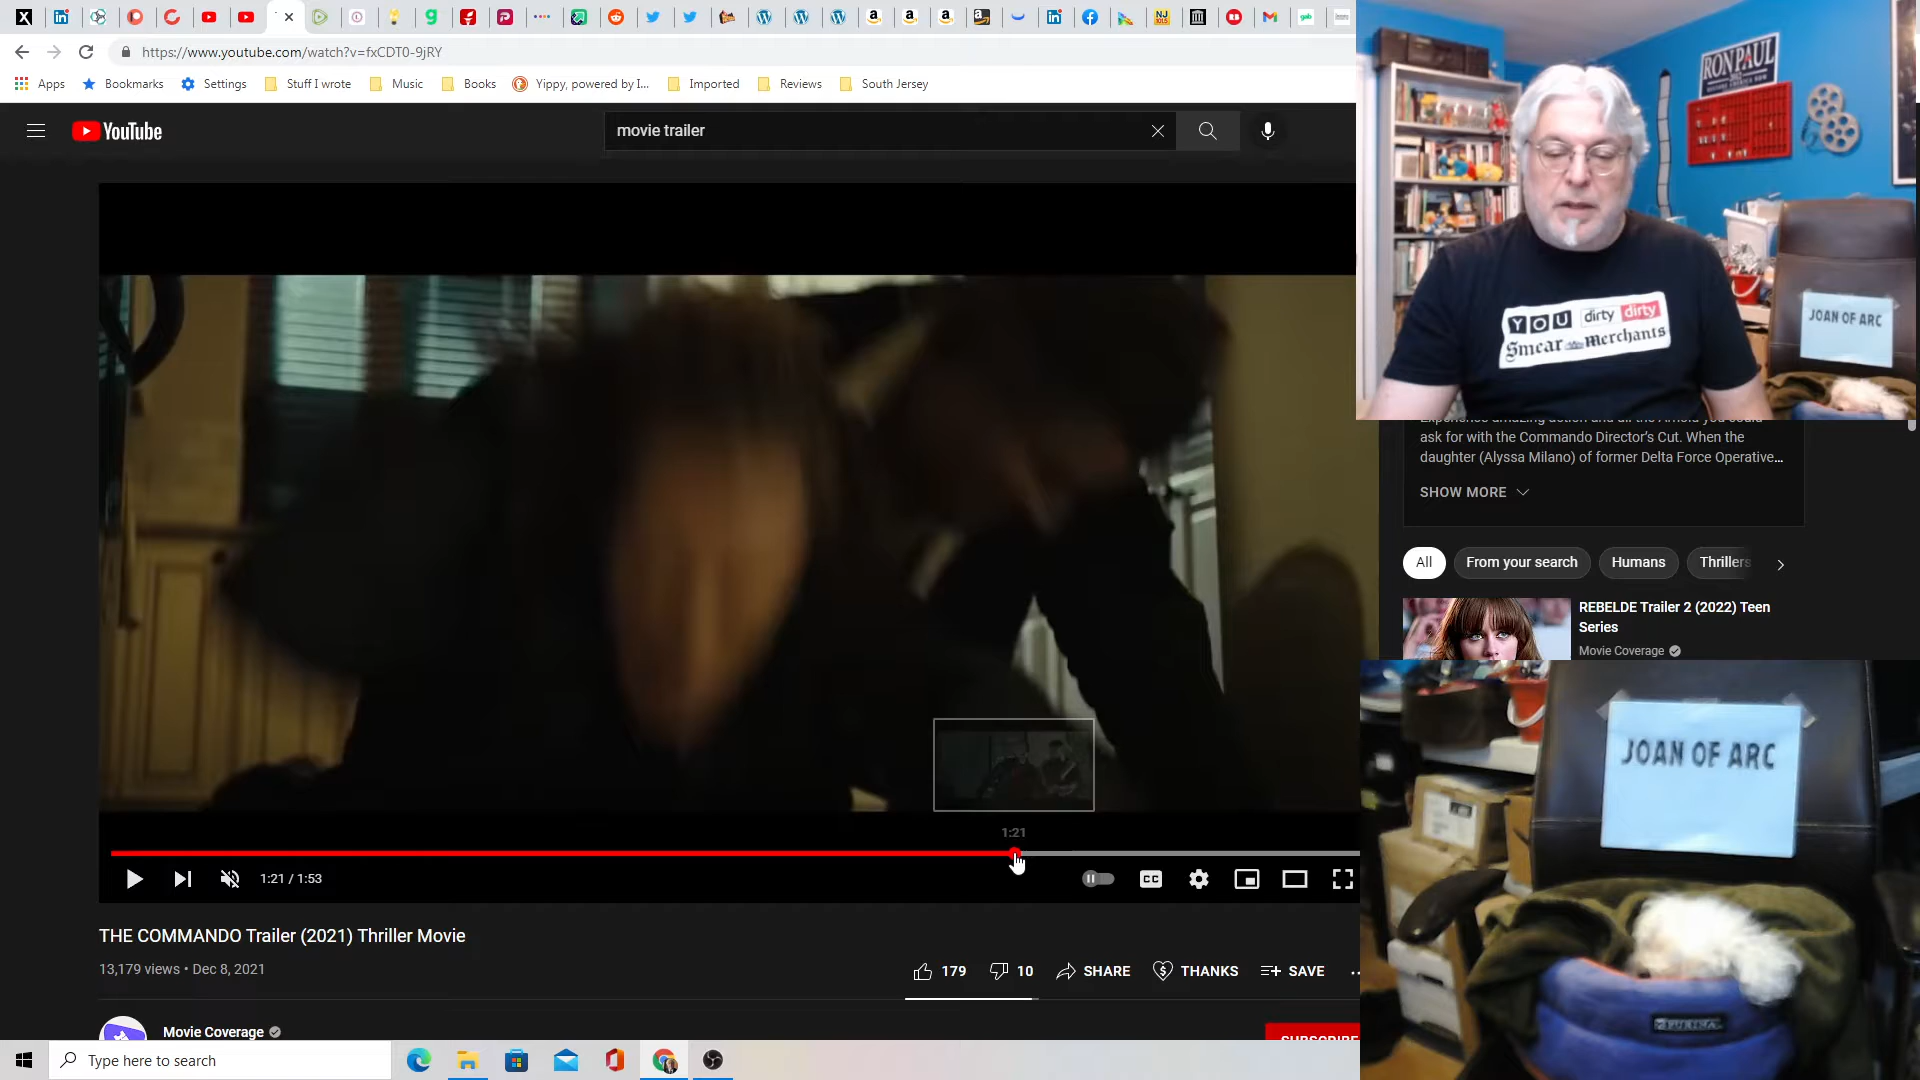 https://www.youtube.com/watch?v=fxCDT0-9jRY
Apps
Bookmarks
Settings
Stuff I wrote
Music
Books
Yippy, powered by I...
Imported
Reviews
South Jersey
YouTube
movie trailer
RON PAUL
YOU dirty dirty
Smear Merchants
JOAN OF ARC
ask for with the Commando Director's Cut. When the
daughter (Alyssa Milano) of former Delta Force Operative...
SHOW MORE
All
From your search
Humans
Thrillers
REBELDE Trailer 2 (2022) Teen
Series
Movie Coverage
JOAN OF ARC
1:21
1:21 / 1:53
CC
THE COMMANDO Trailer (2021) Thriller Movie
13,179 views • Dec 8, 2021
179
10
SHARE
THANKS
SAVE
Movie Coverage
Type here to search